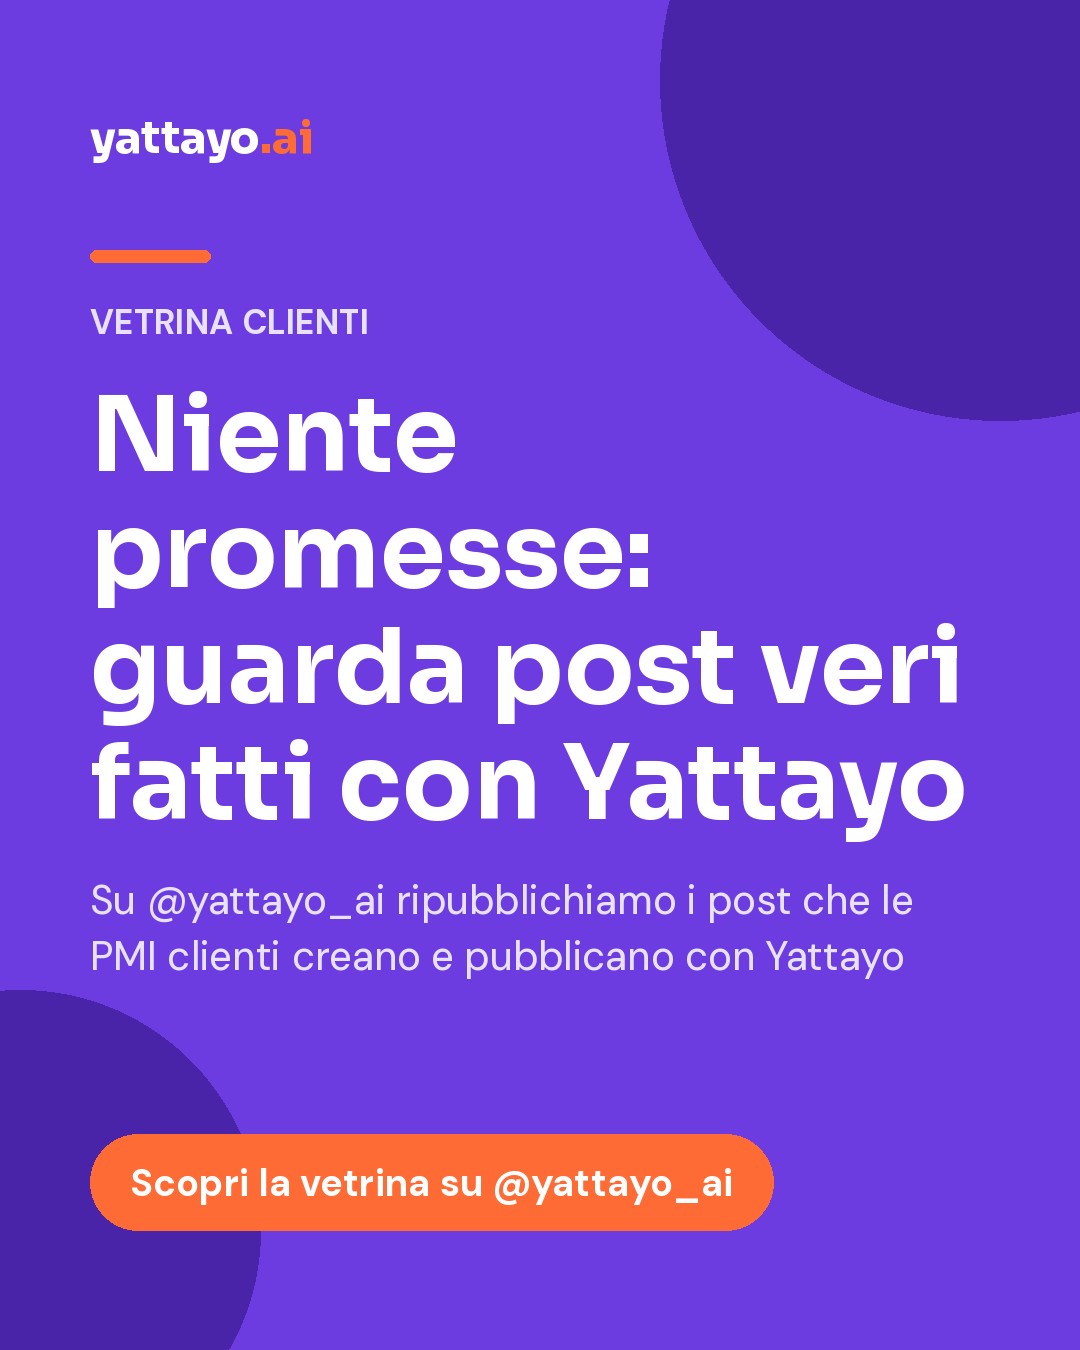 yattayo.ai
VETRINA CLIENTI
Niente
promesse:
guarda post veri
fatti con Yattayo
Su @yattayo_ai ripubblichiamo i post che le
PMI clienti creano e pubblicano con Yattayo
Scopri la vetrina su @yattayo_ai